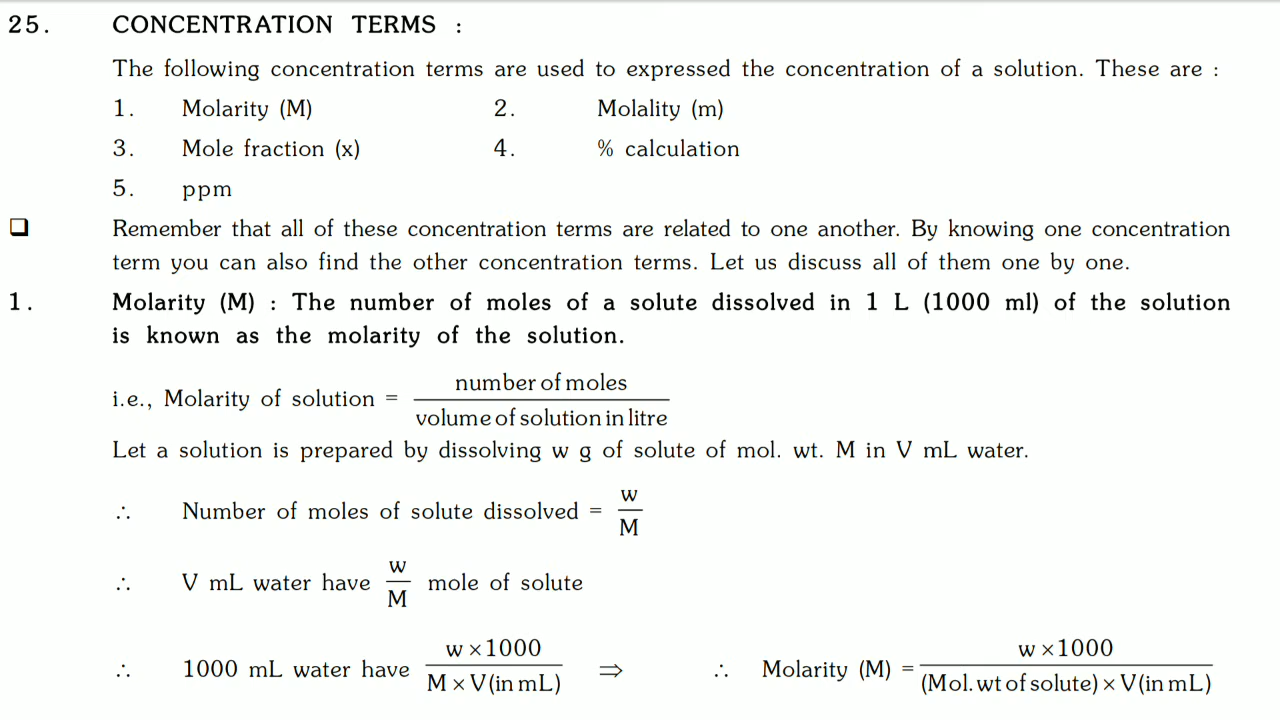 25. CONCENTRATION TERMS :
The following concentration terms are used to expressed the concentration of a solution. These are :
1. Molarity (M) 2. Molality (m)
3. Mole fraction (x) 4. % calculation
5. ppm
❑ Remember that all of these concentration terms are related to one another. By knowing one concentration
term you can also find the other concentration terms. Let us discuss all of them one by one.
1. Molarity (M) : The number of moles of a solute dissolved in 1 L (1000 ml) of the solution
is known as the molarity of the solution.
i.e., Molarity of solution = number of moles / volume of solution in litre
Let a solution is prepared by dissolving w g of solute of mol. wt. M in V mL water.
∴ Number of moles of solute dissolved = w / M
∴ V mL water have w / M mole of solute
∴ 1000 mL water have w × 1000 / M × V(in mL) ⇒ ∴ Molarity (M) = w × 1000 / (Mol. wt of solute) × V(in mL)